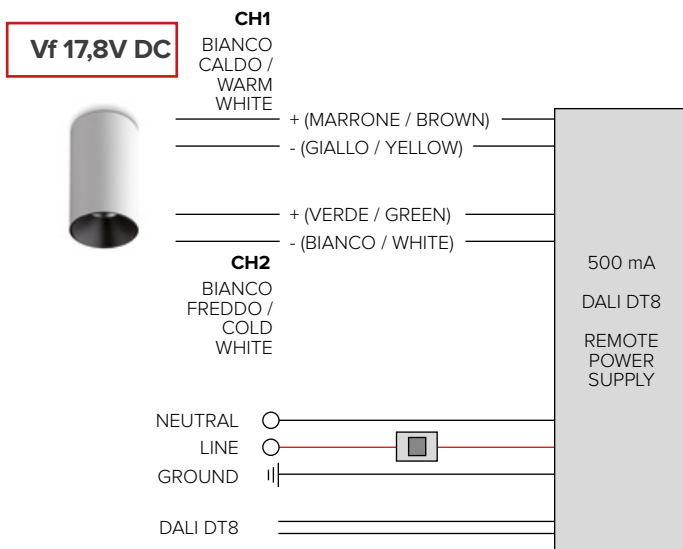 Vf 17,8V DC
CH1
BIANCO
CALDO /
WARM
WHITE
+ (MARRONE / BROWN)
- (GIALLO / YELLOW)
+ (VERDE / GREEN)
- (BIANCO / WHITE)
CH2
BIANCO
FREDDO /
COLD
WHITE
500 mA
DALI DT8
REMOTE
POWER
SUPPLY
NEUTRAL
LINE
GROUND
DALI DT8